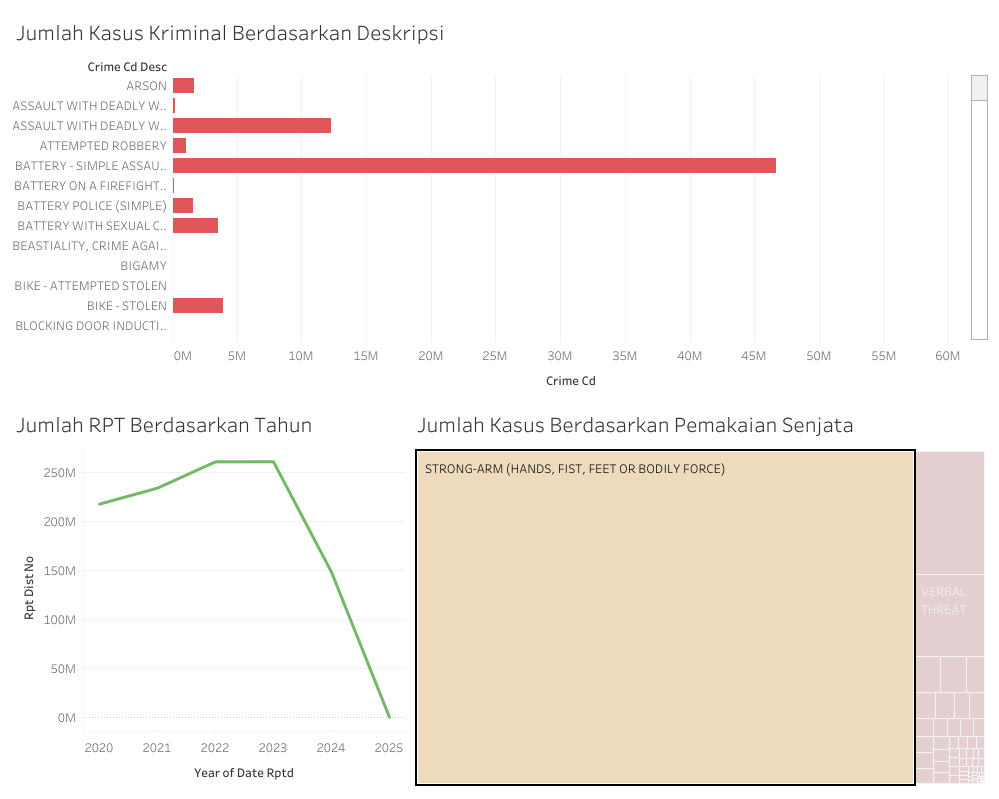 Jumlah Kasus Kriminal Berdasarkan Deskripsi
Crime Cd Desc
ARSON
ASSAULT WITH DEADLY W..
ASSAULT WITH DEADLY W..
ATTEMPTED ROBBERY
BATTERY - SIMPLE ASSAU..
BATTERY ON A FIREFIGHT..
BATTERY POLICE (SIMPLE)
BATTERY WITH SEXUAL C..
BEASTIALITY, CRIME AGAI..
BIGAMY
BIKE - ATTEMPTED STOLEN
BIKE - STOLEN
BLOCKING DOOR INDUCTI..
0M 5M 10M 15M 20M 25M 30M 35M 40M 45M 50M 55M 60M
Crime Cd
Jumlah RPT Berdasarkan Tahun
250M
200M
150M
100M
50M
0M
Rpt Dist No
2020 2021 2022 2023 2024 2025
Year of Date Rptd
Jumlah Kasus Berdasarkan Pemakaian Senjata
STRONG-ARM (HANDS, FIST, FEET OR BODILY FORCE)
VERBAL
THREAT